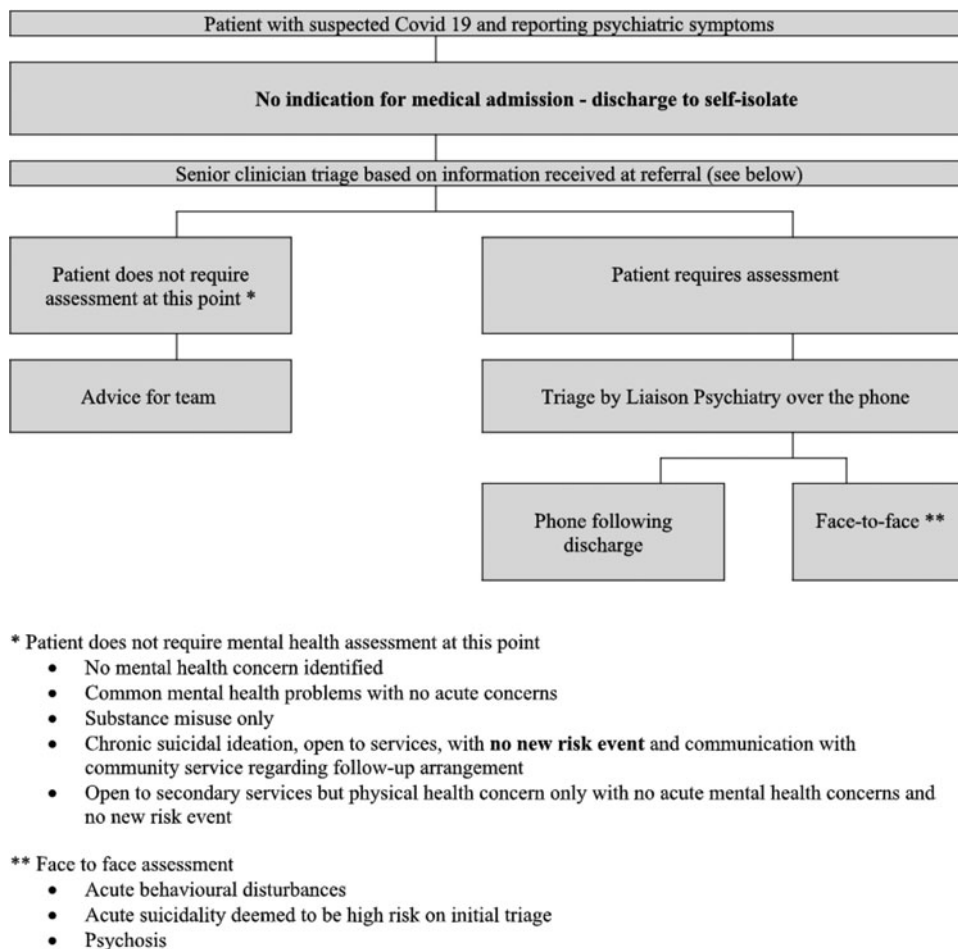 Patient with suspected Covid 19 and reporting psychiatric symptoms
No indication for medical admission - discharge to self-isolate
Senior clinician triage based on information received at referral (see below)
Patient does not require
assessment at this point *
Patient requires assessment
Advice for team
Triage by Liaison Psychiatry over the phone
Phone following
discharge
Face-to-face **
* Patient does not require mental health assessment at this point
• No mental health concern identified
• Common mental health problems with no acute concerns
• Substance misuse only
• Chronic suicidal ideation, open to services, with no new risk event and communication with
community service regarding follow-up arrangement
• Open to secondary services but physical health concern only with no acute mental health concerns and
no new risk event
** Face to face assessment
• Acute behavioural disturbances
• Acute suicidality deemed to be high risk on initial triage
• Psychosis